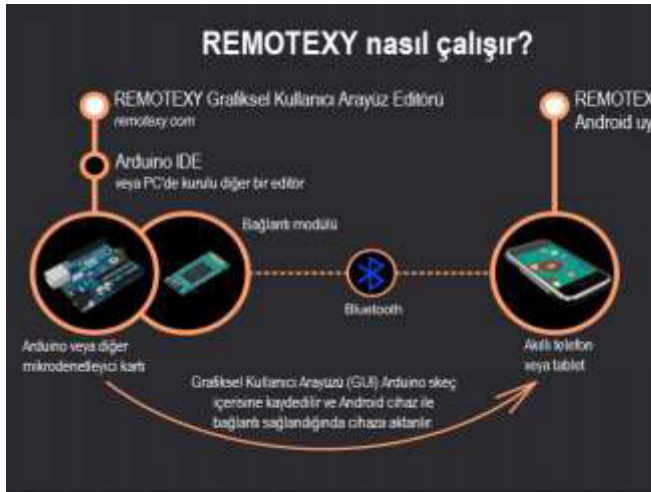 REMOTEXY nasıl çalışır?
REMOTEXY Grafiksel Kullanıcı Arayüz Editörü
remotexy.com
REMOTEX
Android uy
Arduino IDE
veya PC'de kurulu diğer bir editör
Bağlantı modülü
Bluetooth
Arduino veya diğer
mikrodenetleyici kartı
Akıllı telefon
veya tablet
Grafiksel Kullanıcı Arayüzü (GUI) Arduino skeç
içerisine kaydedilir ve Android cihaz ile
bağlantı sağlandığında cihaza aktarılır.